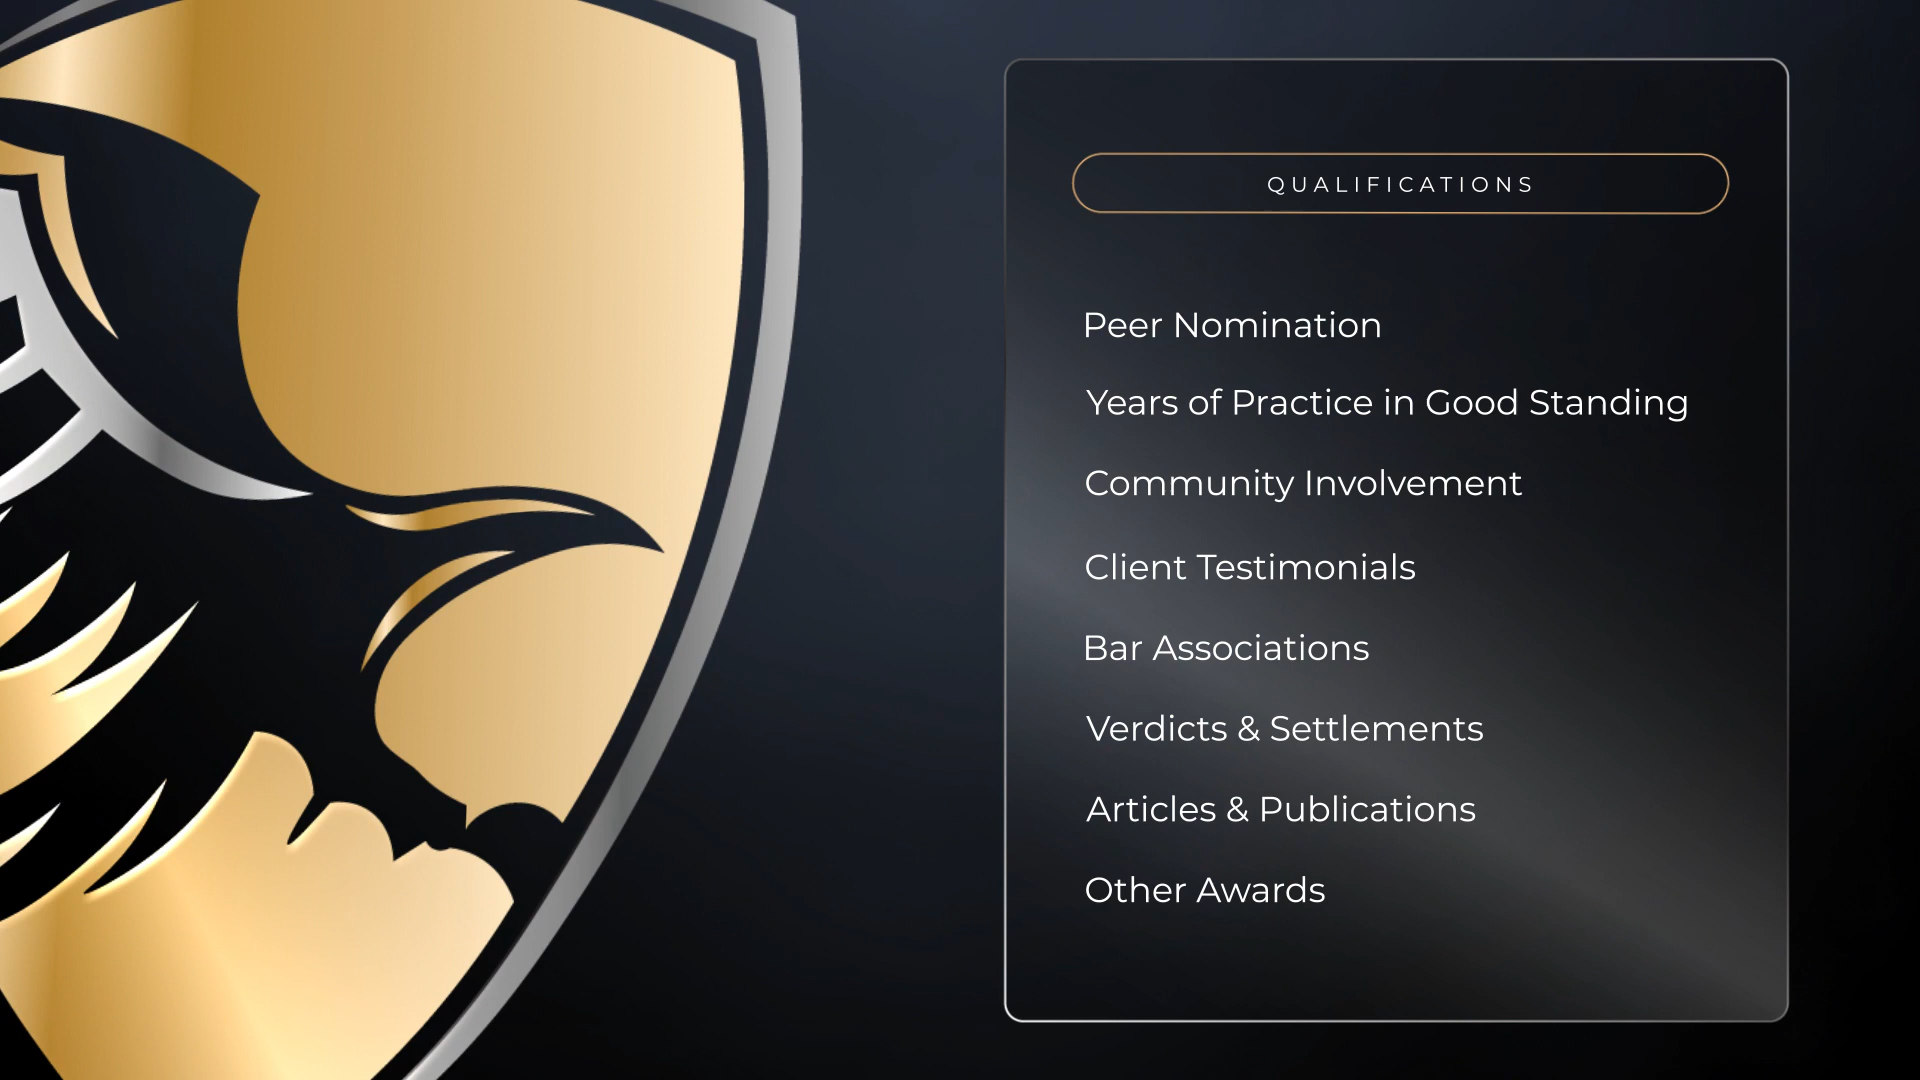 QUALIFICATIONS
Peer Nomination
Years of Practice in Good Standing
Community Involvement
Client Testimonials
Bar Associations
Verdicts & Settlements
Articles & Publications
Other Awards